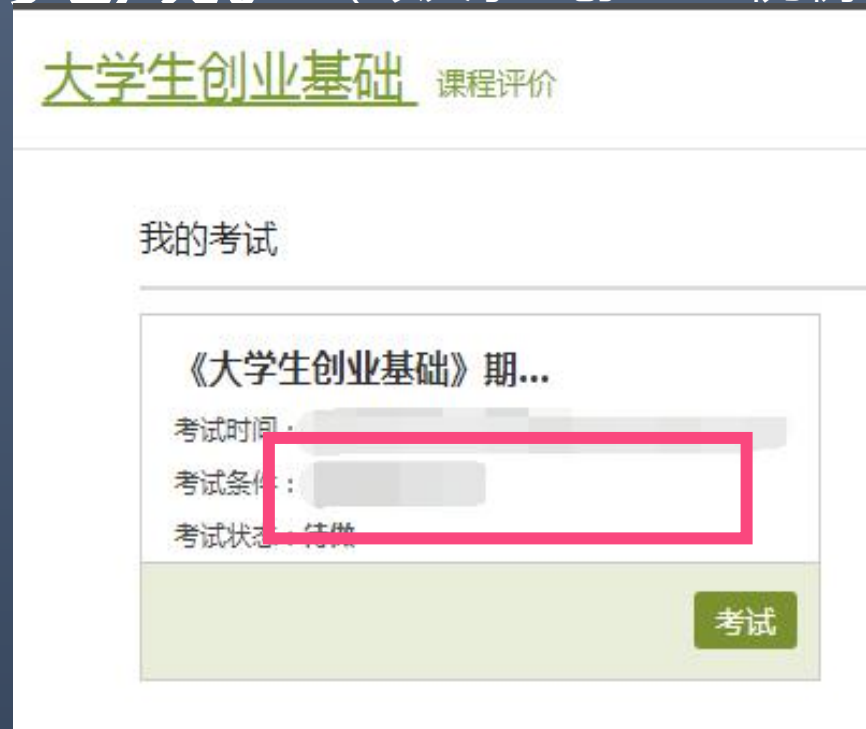 大学生创业基础 课程评价
我的考试
《大学生创业基础》期...
考试时间：
考试条件：
考试状态：待做
考试